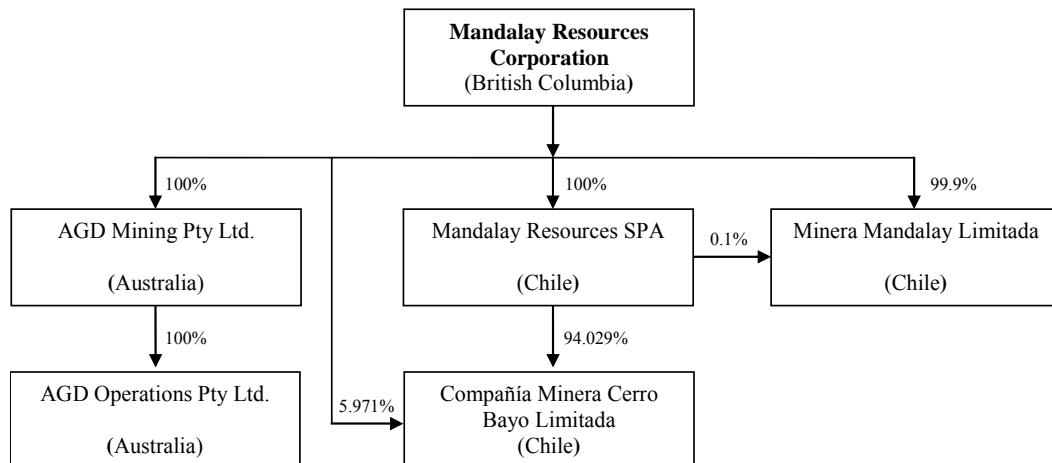 Mandalay Resources
Corporation
(British Columbia)
100%
100%
99.9%
AGD Mining Pty Ltd.
(Australia)
Mandalay Resources SPA
(Chile)
0.1%
Minera Mandalay Limitada
(Chile)
100%
94.029%
AGD Operations Pty Ltd.
(Australia)
5.971%
Compañía Minera Cerro
Bayo Limitada
(Chile)